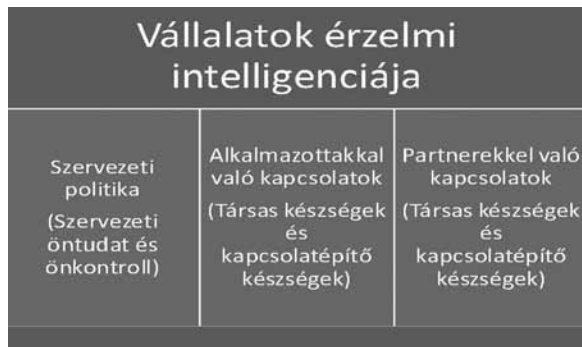 Vállalatok érzelmi
intelligenciája
Szervezeti
politika
(Szervezeti
öntudat és
önkontroll)
Alkalmazottakkal
való kapcsolatok
(Társas készségek
és
kapcsolatépítő
készségek)
Partnerekkel való
kapcsolatok
(Társas készségek
és
kapcsolatépítő
készségek)